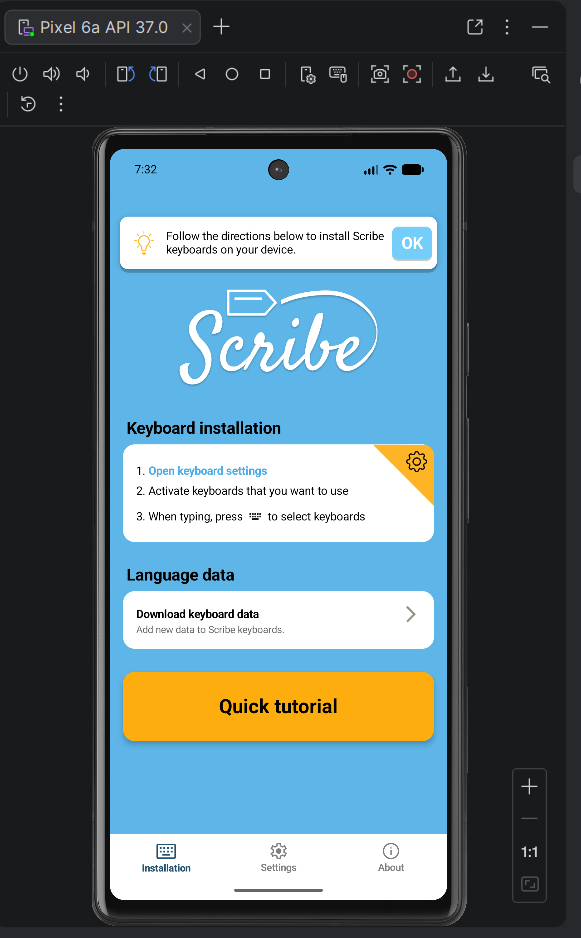 Pixel 6a API 37.0
7:32
Follow the directions below to install Scribe
keyboards on your device.
OK
Scribe
Keyboard installation
1. Open keyboard settings
2. Activate keyboards that you want to use
3. When typing, press to select keyboards
Language data
Download keyboard data
Add new data to Scribe keyboards.
Quick tutorial
1:1
Installation
Settings
About